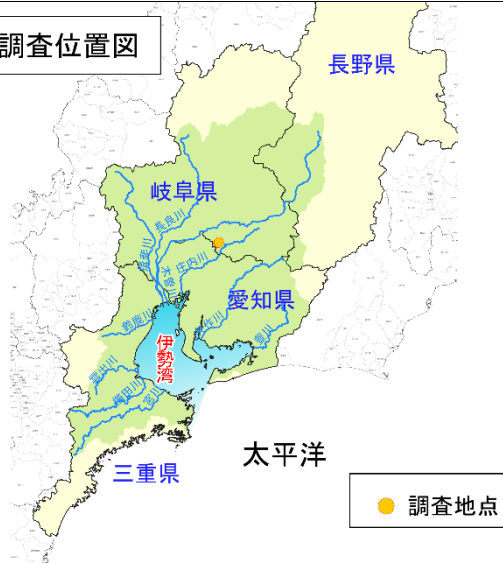 調査位置図
長野県
岐阜県
長良川
揖斐川
木曽川
庄内川
愛知県
矢作川
豊川
鈴鹿川
伊勢湾
雲出川
櫛田川
宮川
太平洋
三重県
調査地点